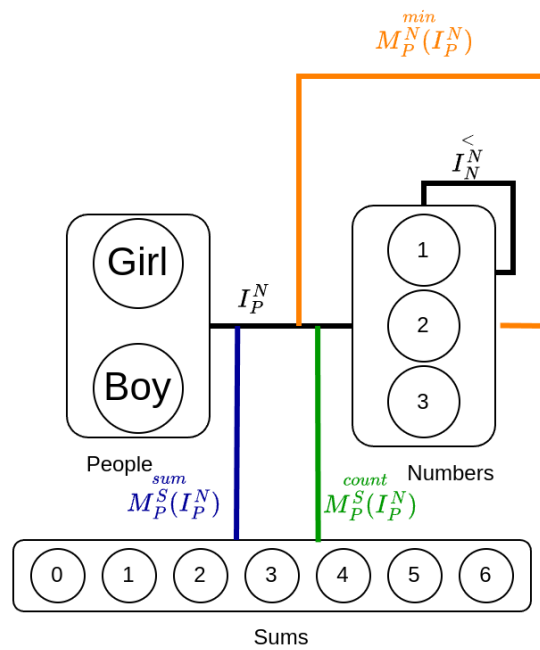 min
M_P^N(I_P^N)
<
I_N^N
Girl
1
I_P^N
2
Boy
3
People
Numbers
sum
M_P^S(I_P^N)
count
M_P^S(I_P^N)
0 1 2 3 4 5 6
Sums